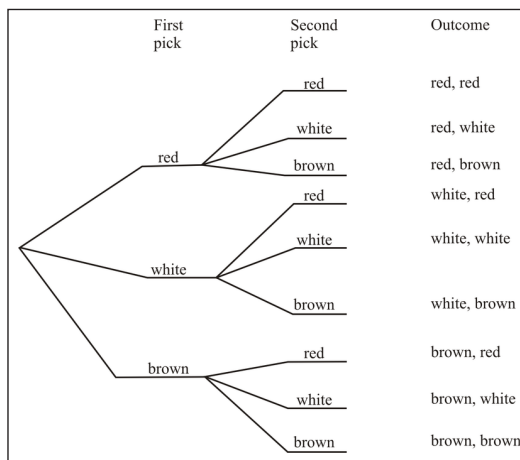 First pick
Second pick
Outcome
red
red, red
white
red, white
red
brown
red, brown
red
white, red
white
white, white
white
brown
white, brown
red
brown, red
brown
white
brown, white
brown
brown, brown